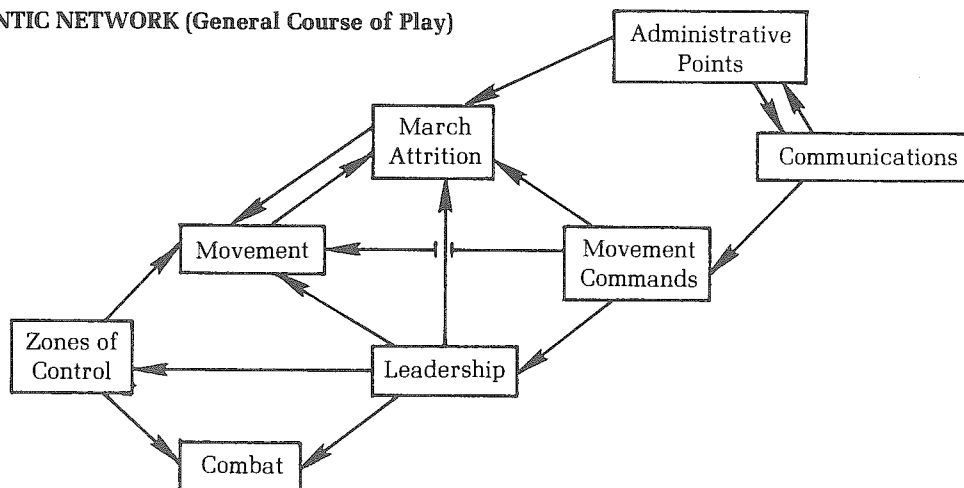 NTIC NETWORK (General Course of Play)
Administrative
Points
March
Attrition
Communications
Movement
Movement
Commands
Zones of
Control
Leadership
Combat